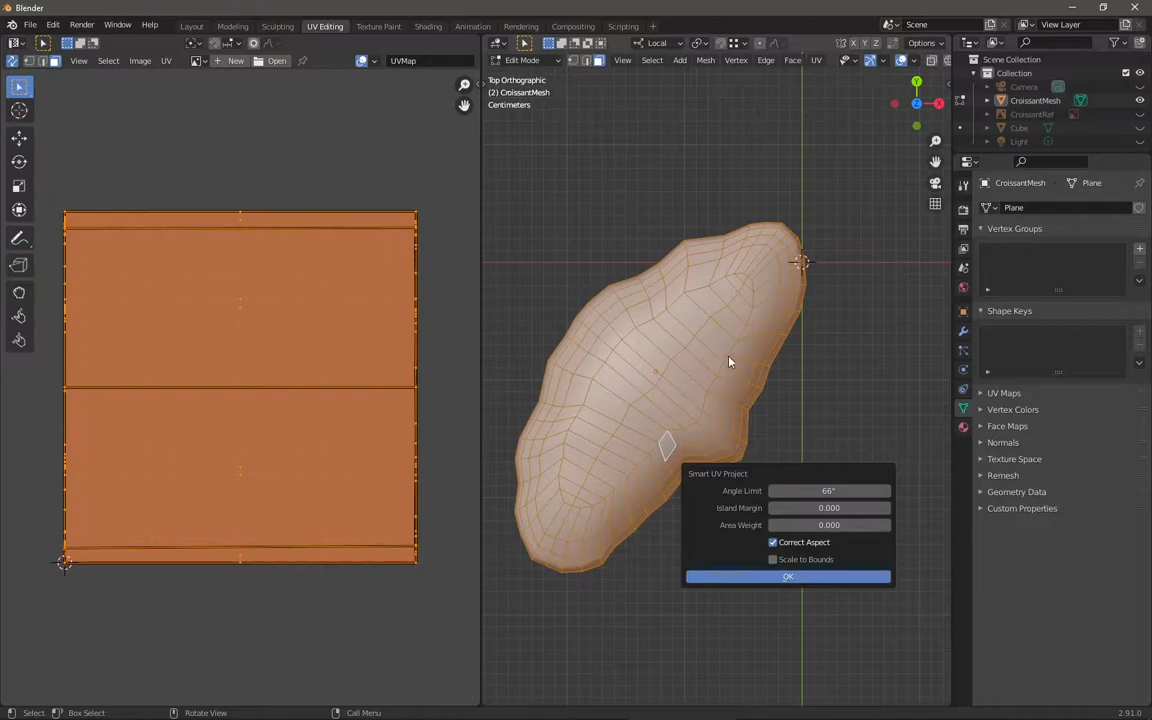 Blender
File Edit Render Window Help Layout Modeling Sculpting UV Editing Texture Paint Shading Animation Rendering Compositing Scripting + Scene View Layer
Local Options
View Select Image UV New Open UVMap
Edit Mode View Select Add Mesh Vertex Edge Face UV
Top Orthographic
(2) CroissantMesh
Centimeters
Y
Z X
Scene Collection
Collection
Camera
CroissantMesh
CroissantRef
Cube
Light
CroissantMesh Plane
Plane
Vertex Groups
Shape Keys
UV Maps
Vertex Colors
Face Maps
Normals
Texture Space
Remesh
Geometry Data
Custom Properties
Smart UV Project
Angle Limit 66°
Island Margin 0.000
Area Weight 0.000
Correct Aspect
Scale to Bounds
OK
Select Box Select Rotate View Call Menu 2.91.0